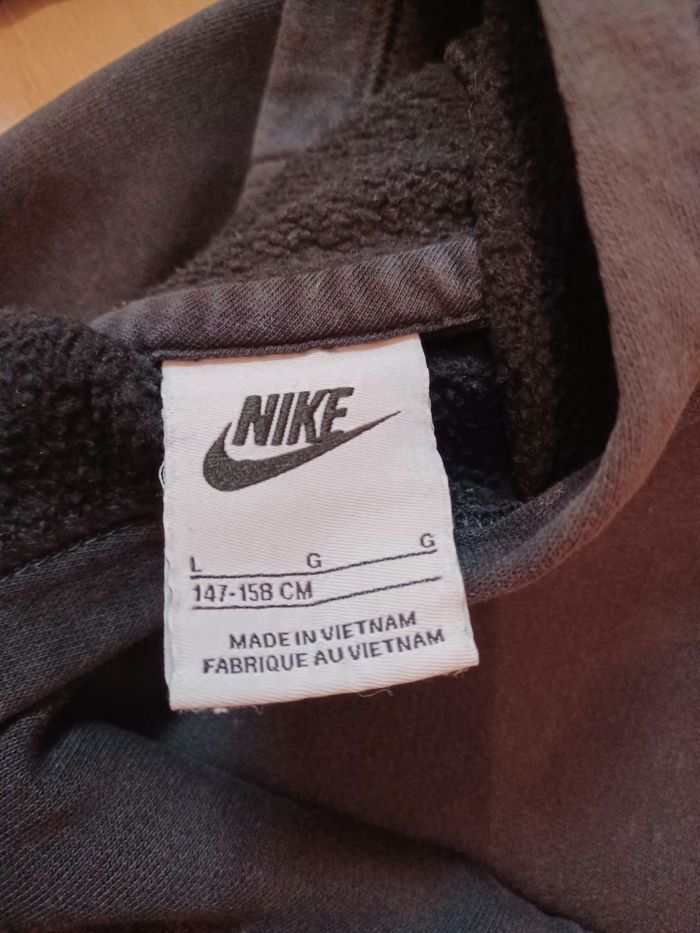 NIKE
L G G
147-158 CM
MADE IN VIETNAM
FABRIQUE AU VIETNAM